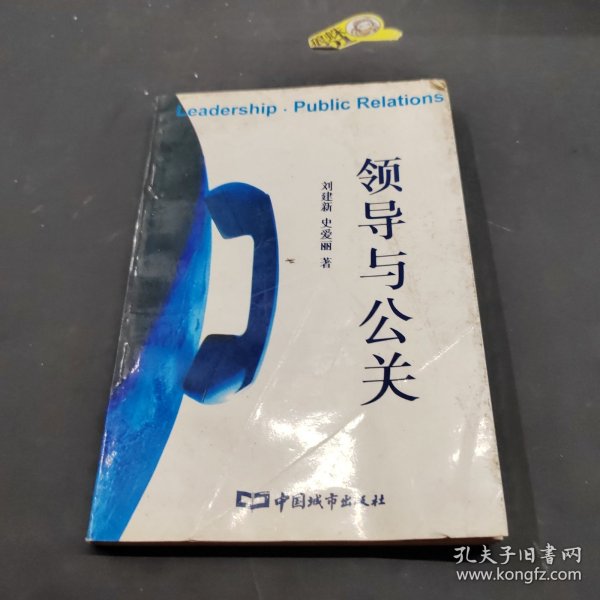 Leadership . Public Relations
领导与公关
刘建新 史爱丽 著
中国城市出版社
孔夫子旧书网
www.kongfz.com